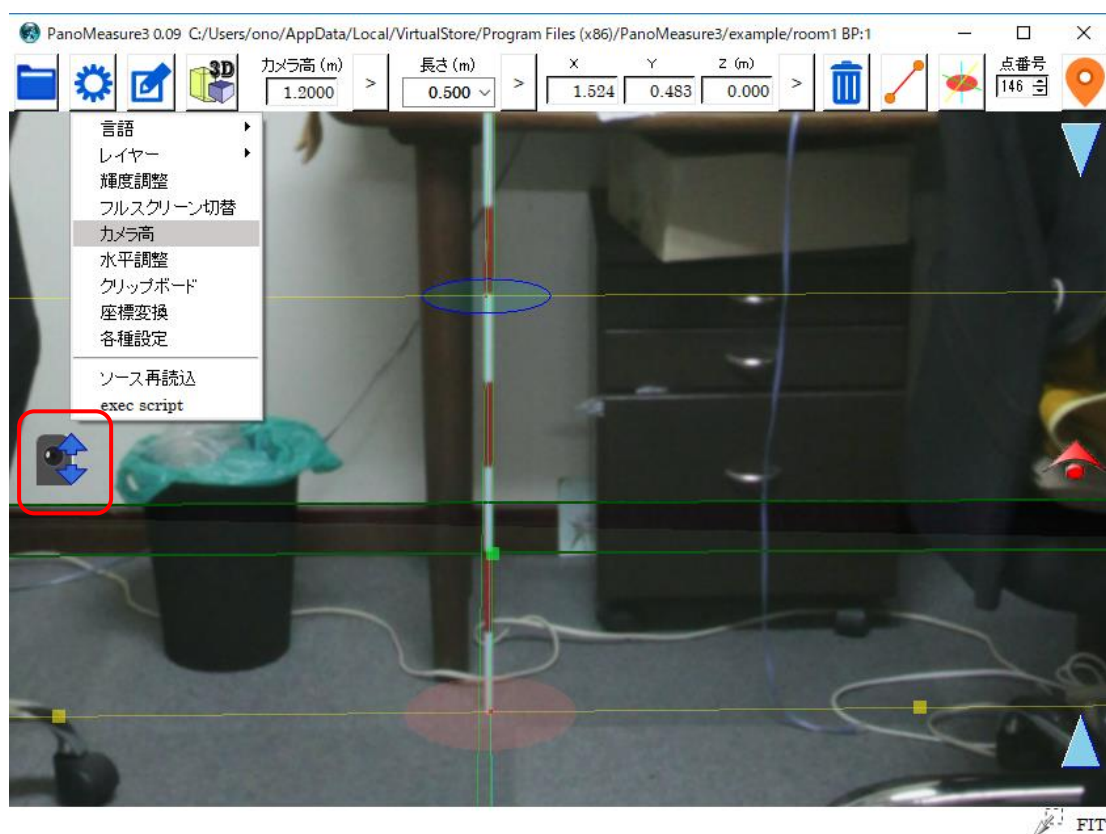 PanoMeasure3 0.09 C:/Users/ono/AppData/Local/VirtualStore/Program Files (x86)/PanoMeasure3/example/room1 BP:1
3D
カメラ高 (m)
1.2000
>
長さ (m)
0.500
>
X
1.524
Y
0.483
Z (m)
0.000
>
点番号
146
言語
レイヤー
輝度調整
フルスクリーン切替
カメラ高
水平調整
クリップボード
座標変換
各種設定
ソース再読込
exec script
FIT